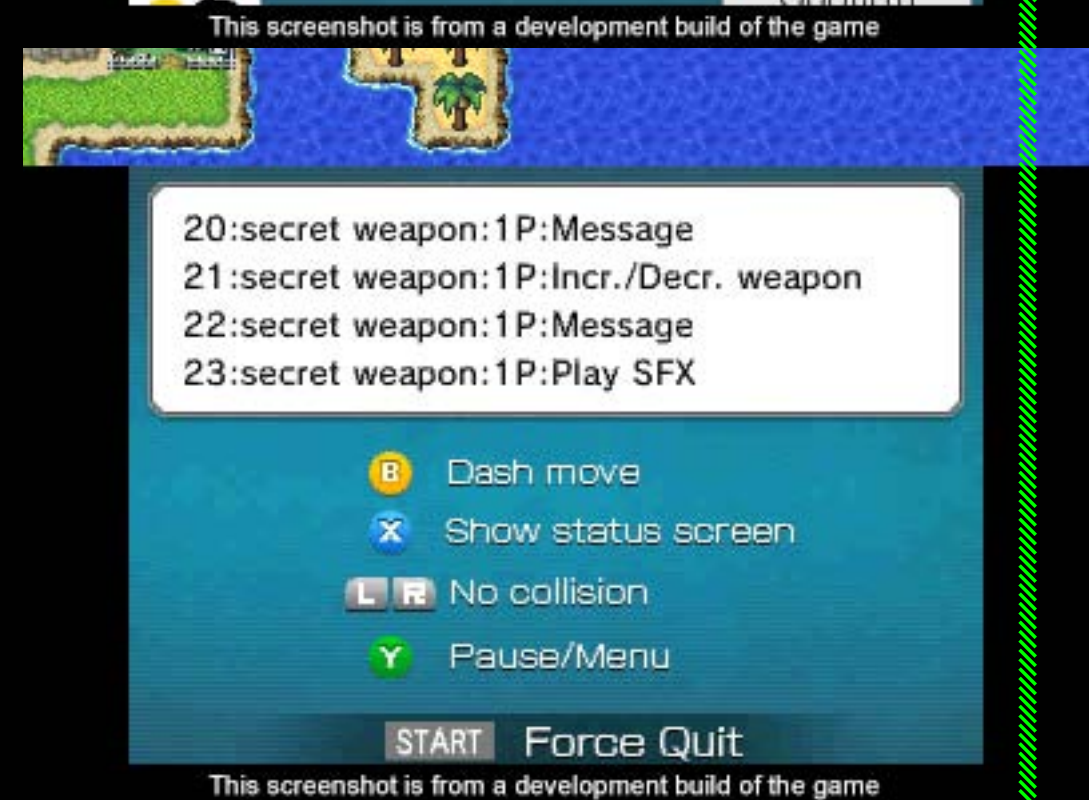 This screenshot is from a development build of the game
20:secret weapon:1P:Message
21:secret weapon:1P:Incr./Decr. weapon
22:secret weapon:1P:Message
23:secret weapon:1P:Play SFX
B Dash move
X Show status screen
L R No collision
Y Pause/Menu
START Force Quit
This screenshot is from a development build of the game